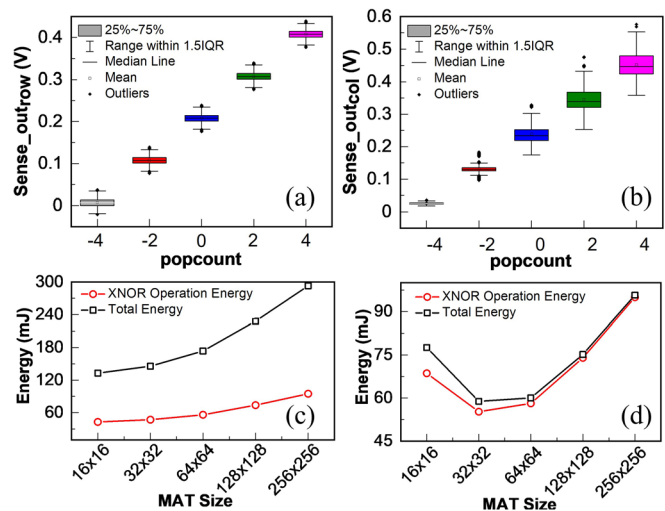 25%~75%
Range within 1.5IQR
Median Line
Mean
Outliers
Sense_outrow (V)
0.4
0.3
0.2
0.1
0
-4 -2 0 2 4
popcount
(a)
25%~75%
Range within 1.5IQR
Median Line
Mean
Outliers
Sense_outcol (V)
0.6
0.5
0.4
0.3
0.2
0.1
0
-4 -2 0 2 4
popcount
(b)
XNOR Operation Energy
Total Energy
Energy (mJ)
300
240
180
120
60
16x16 32x32 64x64 128x128 256x256
MAT Size
(c)
XNOR Operation Energy
Total Energy
Energy (mJ)
90
75
60
45
16x16 32x32 64x64 128x128 256x256
MAT Size
(d)